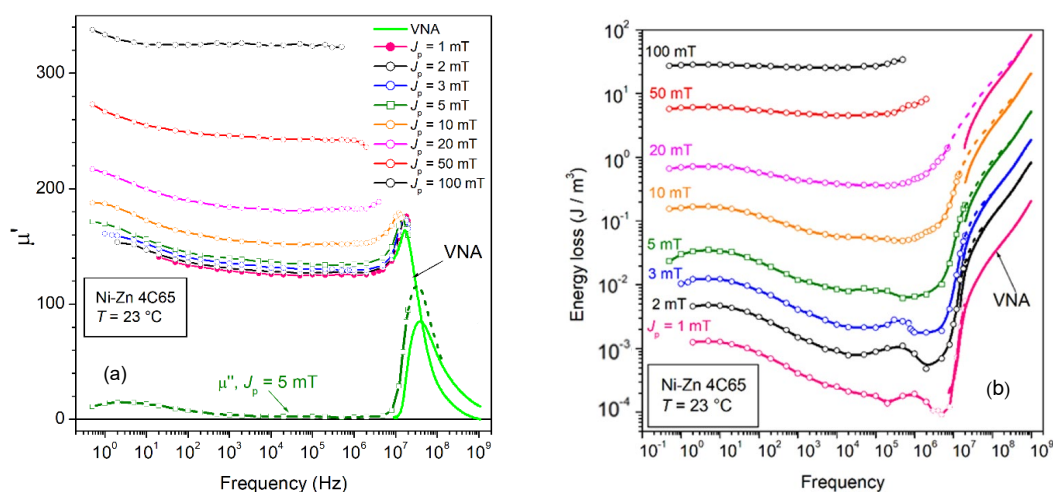 VNA
Jp = 1 mT
Jp = 2 mT
Jp = 3 mT
Jp = 5 mT
Jp = 10 mT
Jp = 20 mT
Jp = 50 mT
Jp = 100 mT
300
200
100
0
μ'
VNA
Ni-Zn 4C65
T = 23 °C
(a)
μ'', Jp = 5 mT
10⁰ 10¹ 10² 10³ 10⁴ 10⁵ 10⁶ 10⁷ 10⁸ 10⁹
Frequency (Hz)
10²
10¹
10⁰
10⁻¹
10⁻²
10⁻³
10⁻⁴
Energy loss (J / m³)
100 mT
50 mT
20 mT
10 mT
5 mT
3 mT
2 mT
Jp = 1 mT
VNA
Ni-Zn 4C65
T = 23 °C
(b)
10⁻¹ 10⁰ 10¹ 10² 10³ 10⁴ 10⁵ 10⁶ 10⁷ 10⁸ 10⁹
Frequency